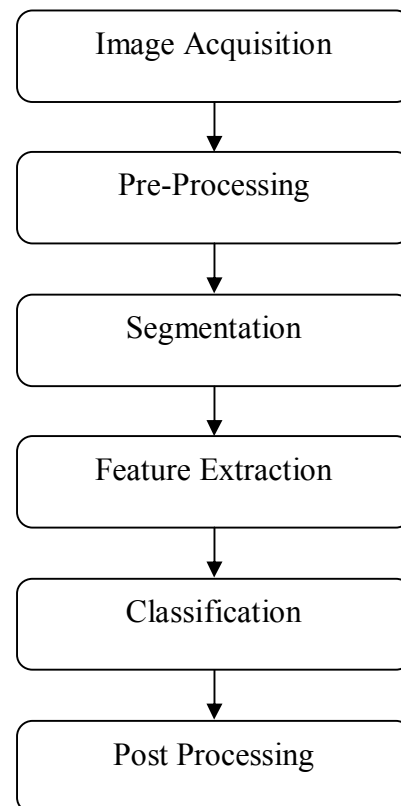 Image Acquisition
Pre-Processing
Segmentation
Feature Extraction
Classification
Post Processing